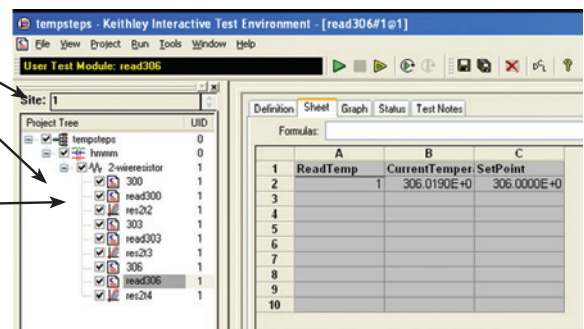 tempsteps - Keithley Interactive Test Environment - [read306#1@1]
File View Project Run Tools Window Help
User Test Module: read306
Site: 1
Project Tree UID
tempsteps 0
hmmm 0
2-wireresistor 1
300 1
read300 1
res2t2 1
303 1
read303 1
res2t3 1
306 1
read306 1
res2t4 1
Definition Sheet Graph Status Test Notes
Formulas:
A B C
1 ReadTemp CurrentTemper SetPoint
2 1 306.0190E+0 306.0000E+0
3
4
5
6
7
8
9
10